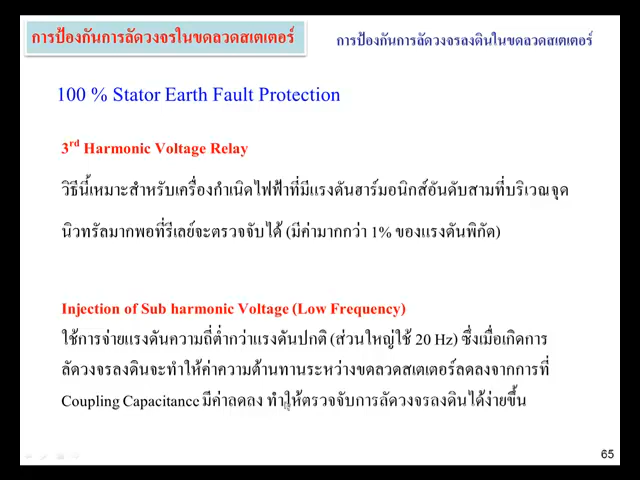 การป้องกันการลัดวงจรในขดลวดสเตเตอร์
การป้องกันการลัดวงจรลงดินในขดลวดสเตเตอร์
100 % Stator Earth Fault Protection
3rd Harmonic Voltage Relay
วิธีนี้เหมาะสำหรับเครื่องกำเนิดไฟฟ้าที่มีแรงดันฮาร์มอนิกส์อันดับสามที่บริเวณจุด
นิวทรัลมากพอที่รีเลย์จะตรวจจับได้ (มีค่ามากกว่า 1% ของแรงดันพิกัด)
Injection of Sub harmonic Voltage (Low Frequency)
ใช้การจ่ายแรงดันความถี่ต่ำกว่าแรงดันปกติ (ส่วนใหญ่ใช้ 20 Hz) ซึ่งเมื่อเกิดการ
ลัดวงจรลงดินจะทำให้ค่าความต้านทานระหว่างขดลวดสเตเตอร์ลดลงจากการที่
Coupling Capacitance มีค่าลดลง ทำให้ตรวจจับการลัดวงจรลงดินได้ง่ายขึ้น
65